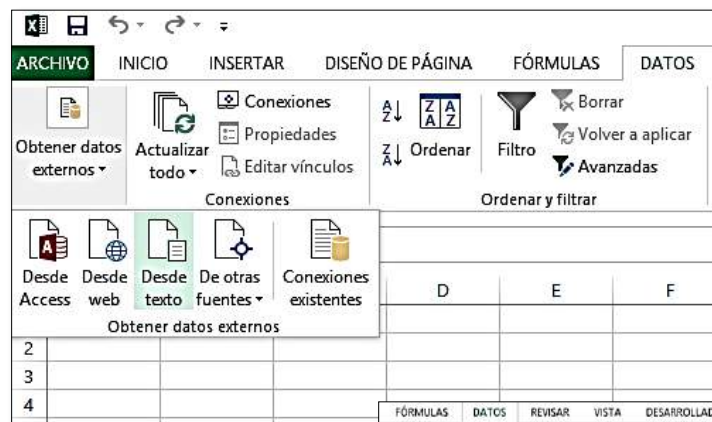 ARCHIVO INICIO INSERTAR DISEÑO DE PÁGINA FÓRMULAS DATOS
Obtener datos
externos
Actualizar
todo
Conexiones
Propiedades
Editar vínculos
Conexiones
A
Z
Z
A
Z A
Z A
Ordenar
Filtro
Borrar
Volver a aplicar
Avanzadas
Ordenar y filtrar
Desde
Access
Desde
web
Desde
texto
De otras
fuentes
Conexiones
existentes
Obtener datos externos
D E F
2
3
4
FÓRMULAS DATOS REVISAR VISTA DESARROLLAD